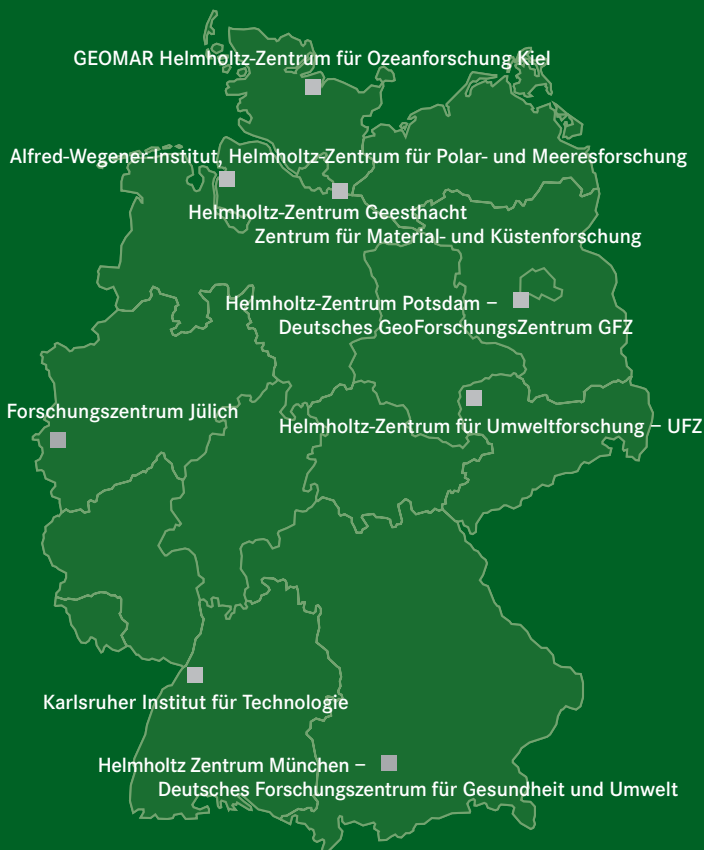 GEOMAR Helmholtz-Zentrum für Ozeanforschung Kiel
Alfred-Wegener-Institut, Helmholtz-Zentrum für Polar- und Meeresforschung
Helmholtz-Zentrum Geesthacht
Zentrum für Material- und Küstenforschung
Helmholtz-Zentrum Potsdam –
Deutsches GeoForschungsZentrum GFZ
Forschungszentrum Jülich
Helmholtz-Zentrum für Umweltforschung – UFZ
Karlsruher Institut für Technologie
Helmholtz Zentrum München –
Deutsches Forschungszentrum für Gesundheit und Umwelt